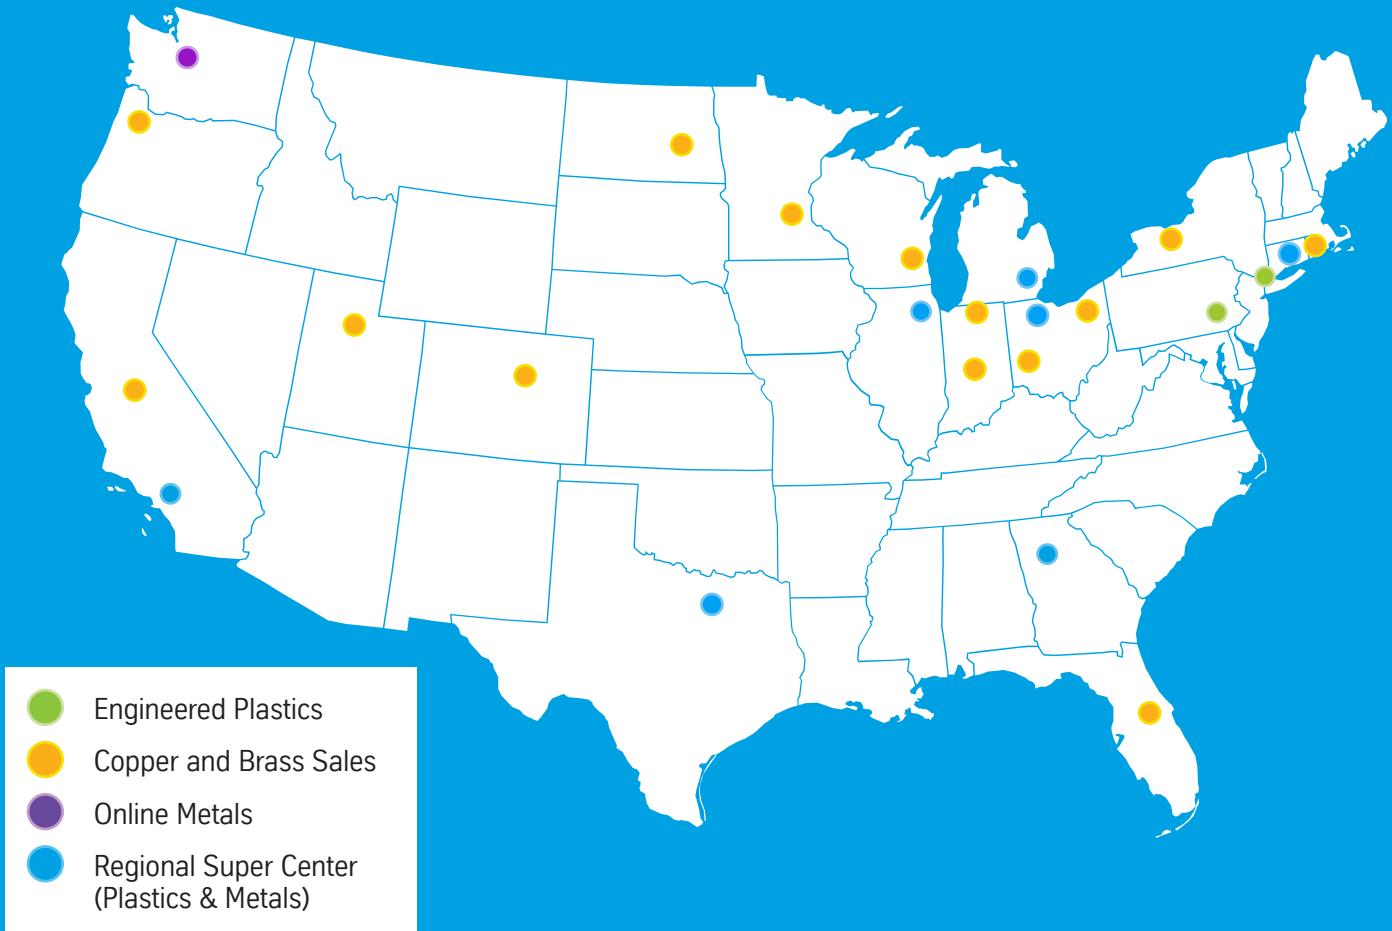 Engineered Plastics
Copper and Brass Sales
Online Metals
Regional Super Center
(Plastics & Metals)